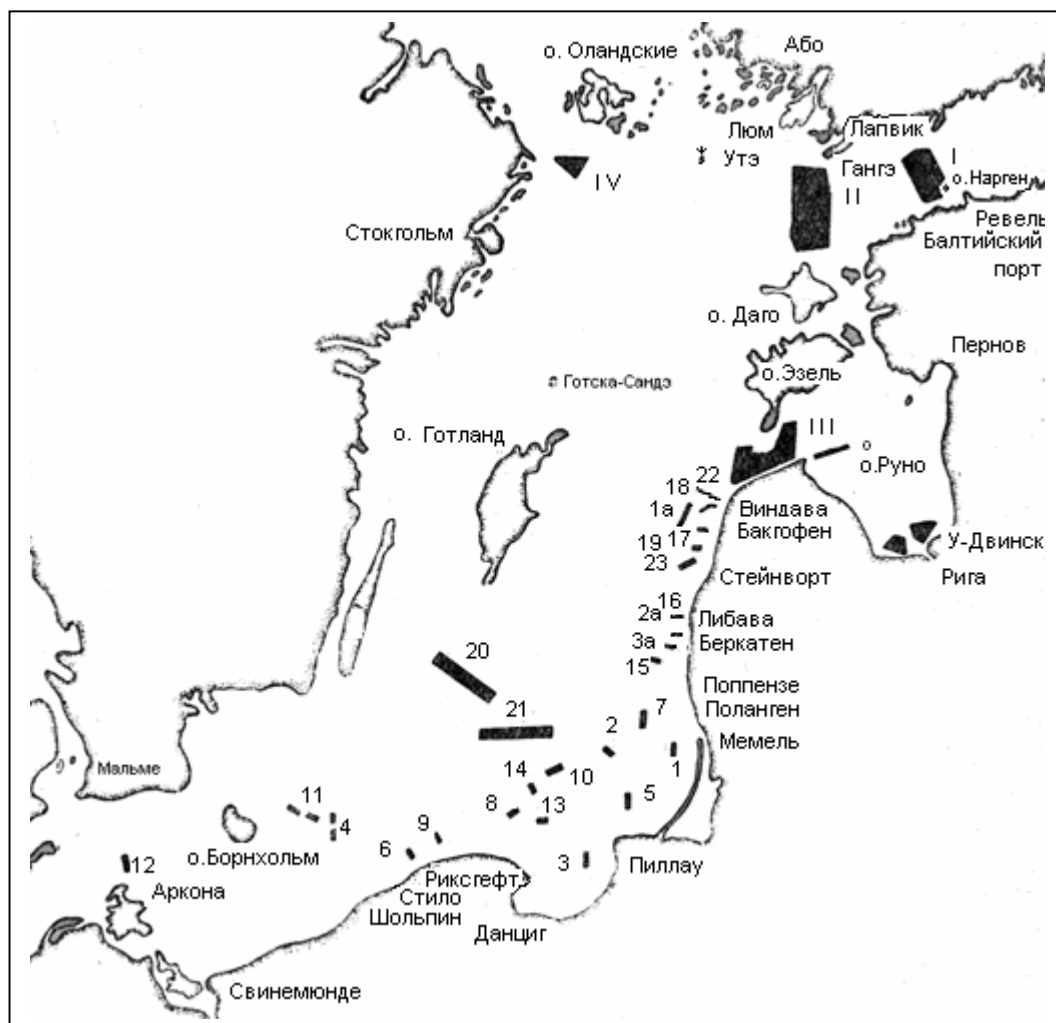 Або
о. Оландские
Люм
Утэ
Лапвик
Гангэ
I
о.Нарген
II
IV
Ревель
Балтийский
порт
Стокгольм
о. Даго
Пернов
о.Эзель
Готска-Сандэ
о. Готланд
III
о.Руно
22
18
1а
Виндава
Бакгофен
17
19
23
У-Двинск
Рига
Стейнворт
16
2а
Либава
Беркатен
3а
15
20
Поппензе
Поланген
7
21
2
Мемель
1
Мальме
14
10
5
11
8
13
4
9
6
о.Борнхольм
3
Пиллау
12
Аркона
Риксгефт
Стило
Шольпин
Данциг
Свинемюнде